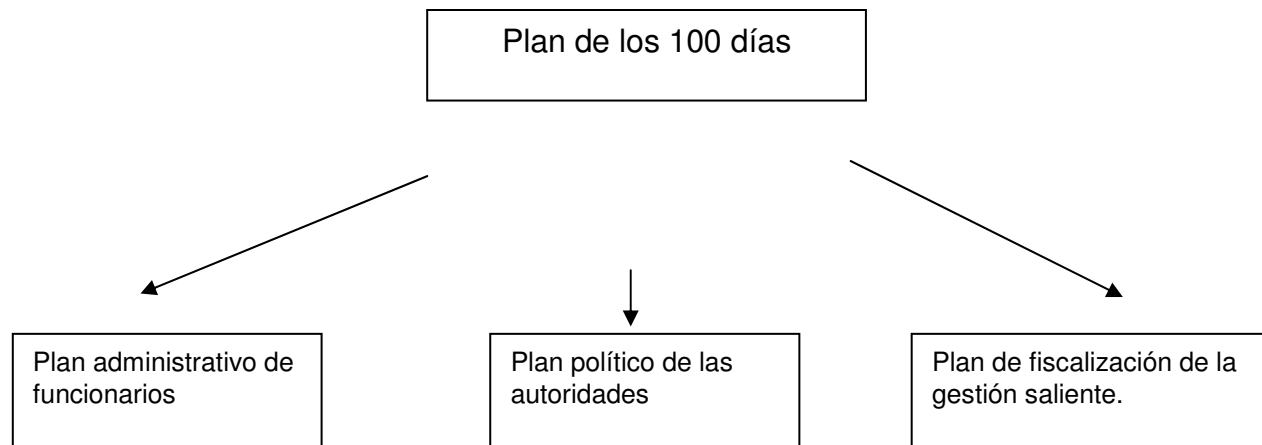 Plan de los 100 días
Plan administrativo de
funcionarios
Plan político de las
autoridades
Plan de fiscalización de la
gestión saliente.